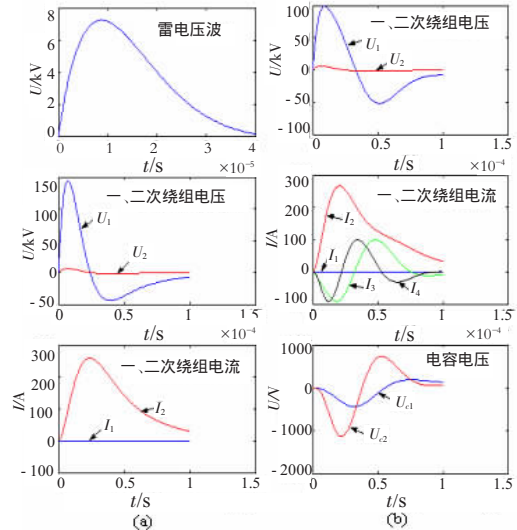 雷电压波
8
6
4
2
0
U/kV
0 1 2 3 4
t/s
×10⁻⁵
一、二次绕组电压
150
100
50
0
- 50
U/kV
U₁
U₂
0 0.5 1 1.5
t/s
×10⁻⁴
一、二次绕组电流
300
200
100
0
- 100
I/A
I₁
I₂
0 0.5 1 1.5
t/s
(a)
一、二次绕组电压
100
50
0
- 50
- 100
U/kV
U₁
U₂
0 0.5 1 1.5
t/s
×10⁻⁴
一、二次绕组电流
300
200
100
0
- 100
I/A
I₂
I₁
I₃
I₄
0 0.5 1 1.5
t/s
×10⁻⁴
电容电压
1000
0
- 1000
- 2000
U/V
Uc1
Uc2
0 0.5 1 1.5
t/s
(b)